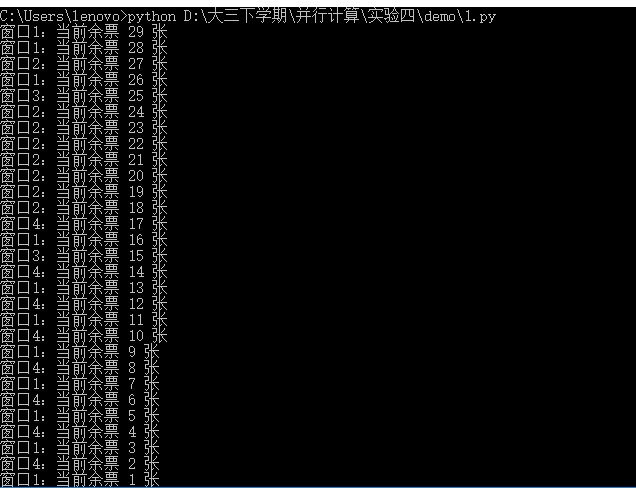 C:\Users\lenovo>python D:\大三下学期\并行计算\实验四\demo\1.py
窗口1：当前余票 29 张
窗口1：当前余票 28 张
窗口2：当前余票 27 张
窗口1：当前余票 26 张
窗口3：当前余票 25 张
窗口2：当前余票 24 张
窗口2：当前余票 23 张
窗口2：当前余票 22 张
窗口2：当前余票 21 张
窗口2：当前余票 20 张
窗口2：当前余票 19 张
窗口2：当前余票 18 张
窗口4：当前余票 17 张
窗口1：当前余票 16 张
窗口3：当前余票 15 张
窗口4：当前余票 14 张
窗口1：当前余票 13 张
窗口4：当前余票 12 张
窗口1：当前余票 11 张
窗口4：当前余票 10 张
窗口1：当前余票 9 张
窗口4：当前余票 8 张
窗口1：当前余票 7 张
窗口4：当前余票 6 张
窗口1：当前余票 5 张
窗口4：当前余票 4 张
窗口1：当前余票 3 张
窗口4：当前余票 2 张
窗口1：当前余票 1 张